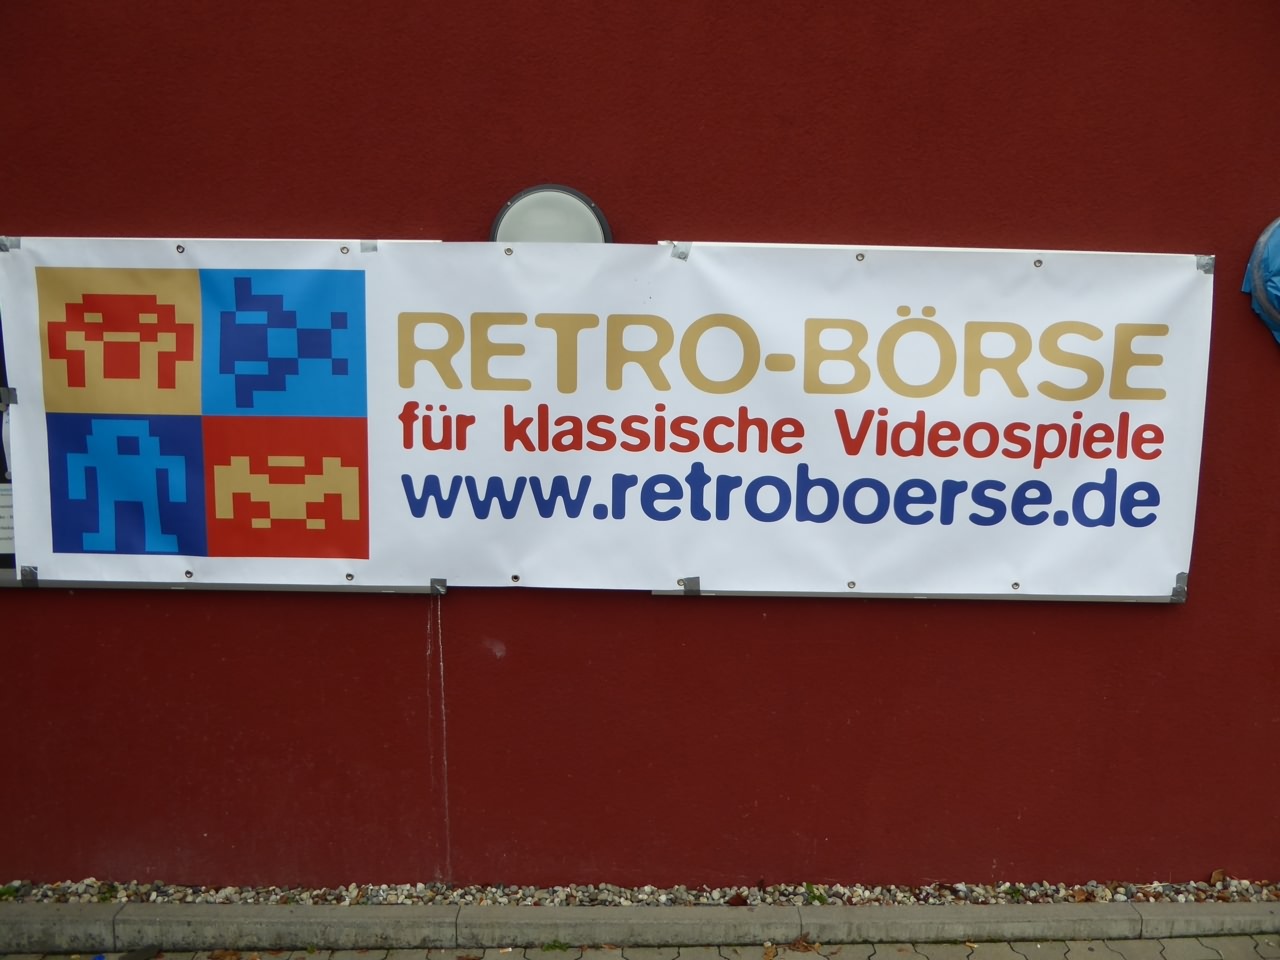 RETRO-BÖRSE
für klassische Videospiele
www.retroboerse.de